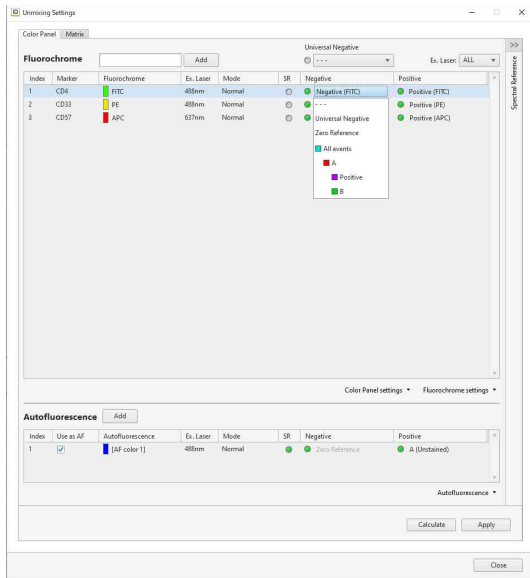 Unmixing Settings
Color Panel Matrix
>>
Spectral Reference
Universal Negative
Fluorochrome Add - - - Ex. Laser: ALL
Index Marker Fluorochrome Ex. Laser Mode SR Negative Positive
1 CD4 FITC 488nm Normal Negative (FITC) Positive (FITC)
2 CD33 PE 488nm Normal - - - Positive (PE)
3 CD57 APC 637nm Normal Universal Negative Positive (APC)
Zero Reference
All events
A
Positive
B
Color Panel settings Fluorochrome settings
Autofluorescence Add
Index Use as AF Autofluorescence Ex. Laser Mode SR Negative Positive
1 [AF color 1] 488nm Normal Zero Reference A (Unstained)
Autofluorescence
Calculate Apply
Close